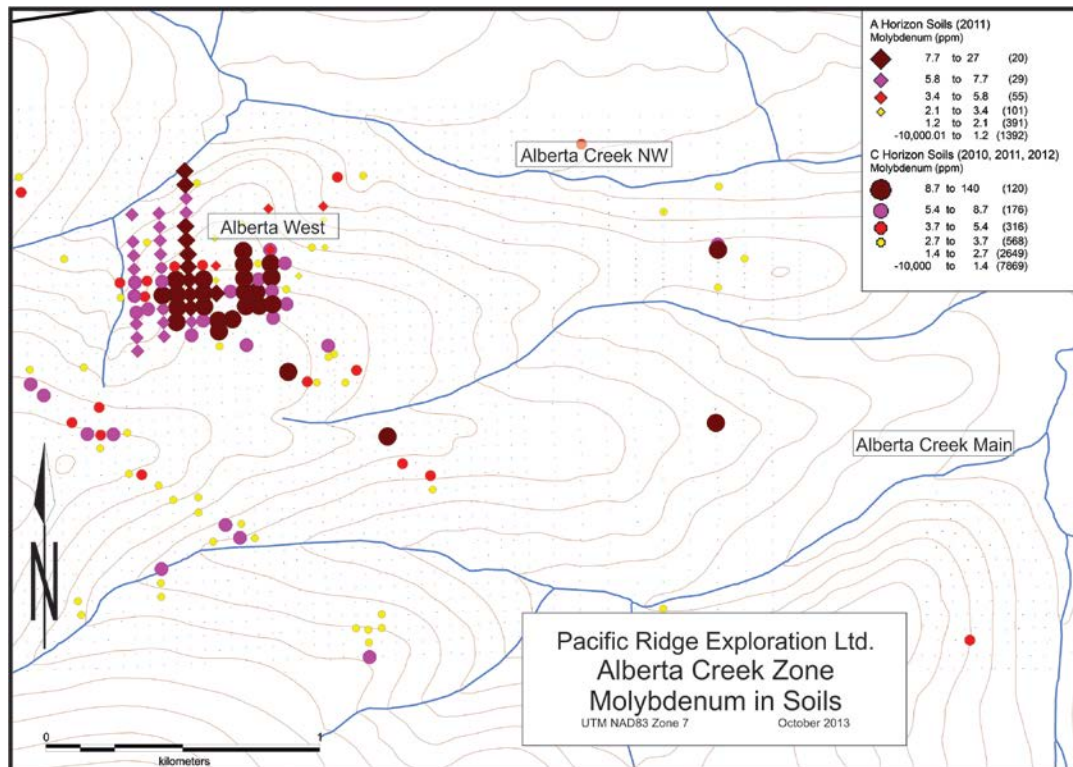 A Horizon Soils (2011)
Molybdenum (ppm)
7.7 to 27 (20)
5.8 to 7.7 (29)
3.4 to 5.8 (55)
2.1 to 3.4 (101)
1.2 to 2.1 (391)
-10,000.01 to 1.2 (1392)
C Horizon Soils (2010, 2011, 2012)
Molybdenum (ppm)
8.7 to 140 (120)
5.4 to 8.7 (176)
3.7 to 5.4 (316)
2.7 to 3.7 (568)
1.4 to 2.7 (2649)
-10,000 to 1.4 (7869)
Alberta Creek NW
Alberta West
Alberta Creek Main
N
Pacific Ridge Exploration Ltd.
Alberta Creek Zone
Molybdenum in Soils
UTM NAD83 Zone 7 October 2013
0 1
kilometers